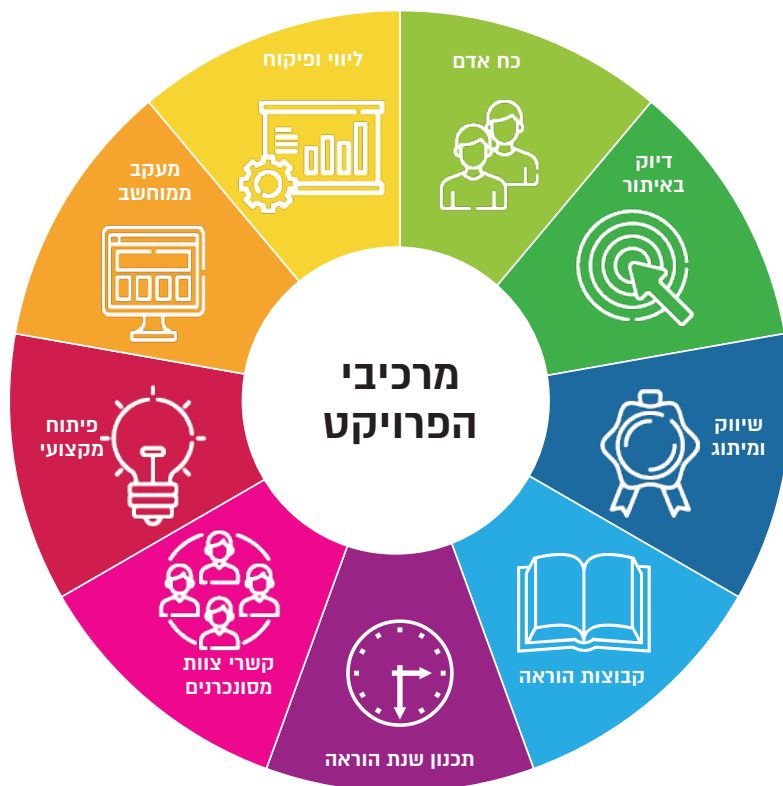 מרכיבי
הפרויקט
כח אדם
דיוק
באיתור
שיווק
ומיתוג
קבוצות הוראה
תכנון שנת הוראה
קשרי צוות
מסונכרנים
פיתוח
מקצועי
מעקב
ממוחשב
ליווי ופיקוח